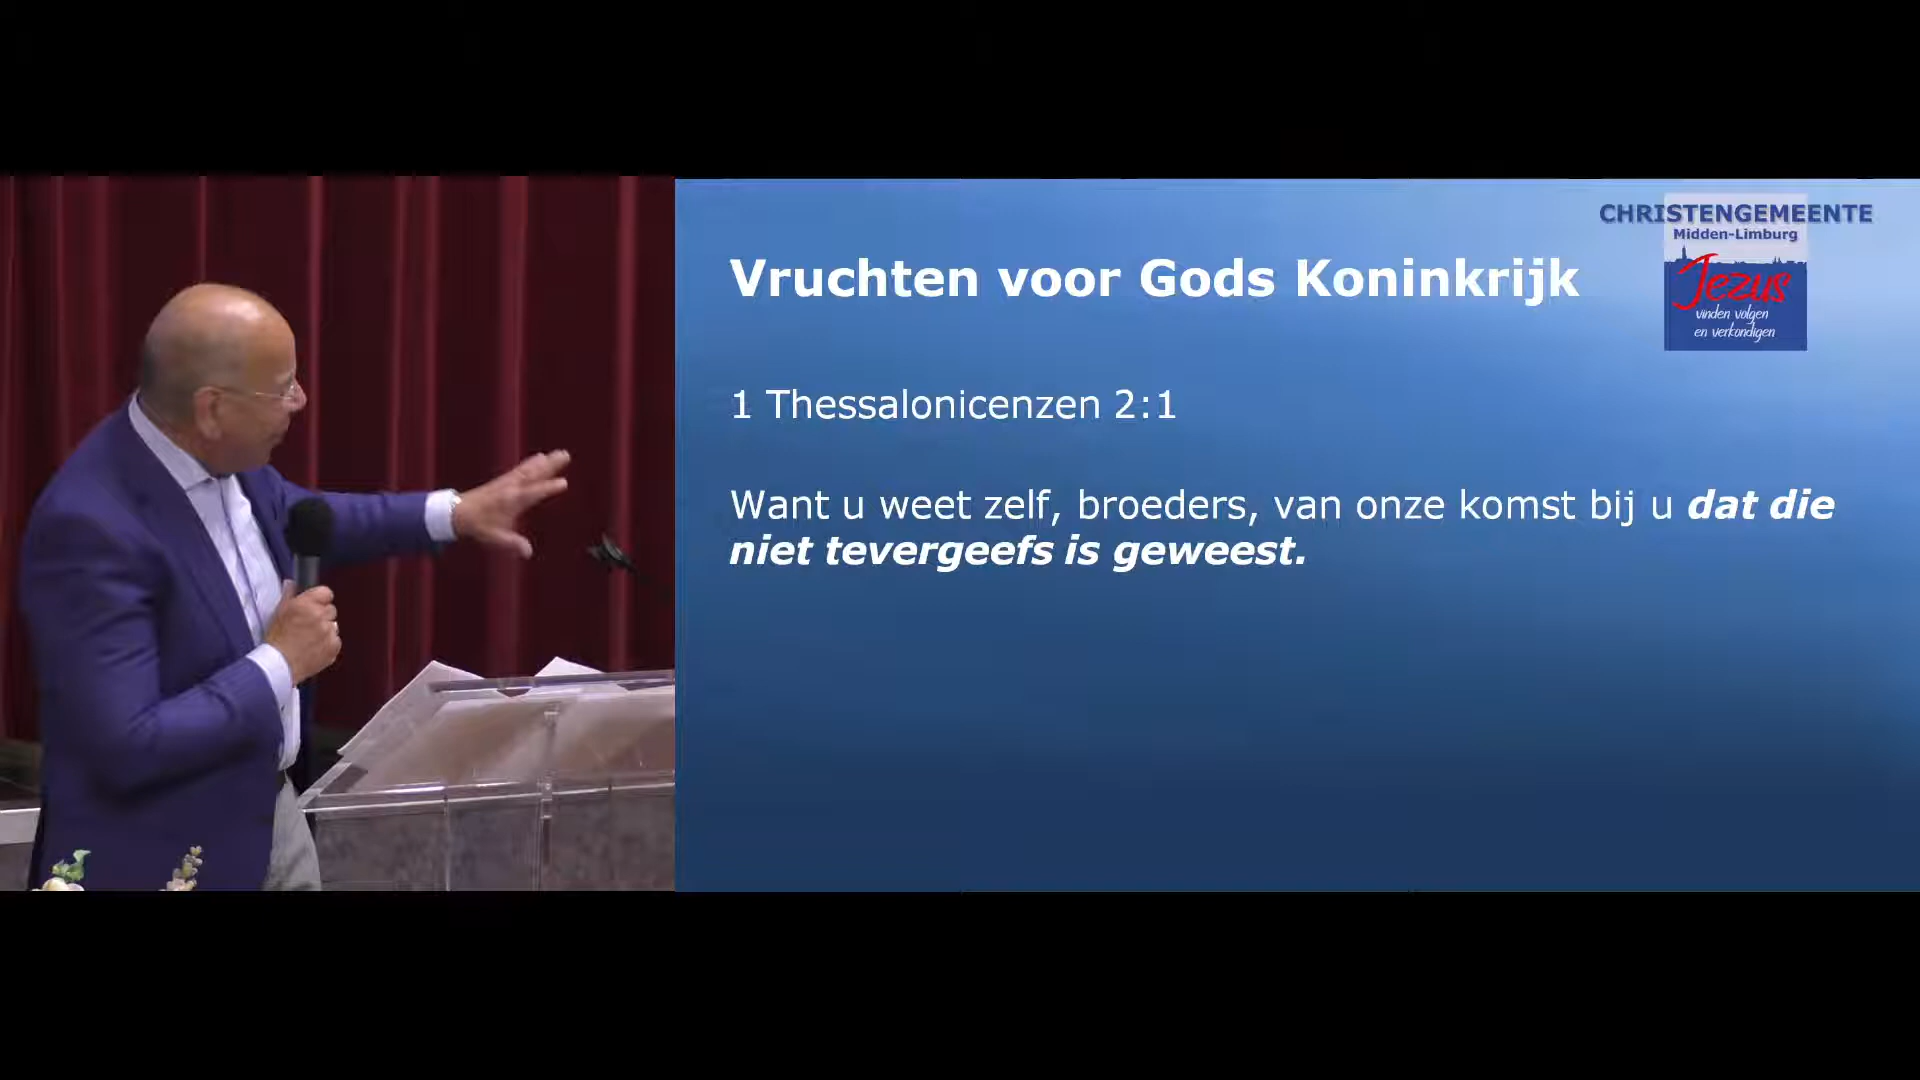 CHRISTENGEMEENTE
Midden-Limburg
Jezus
vinden volgen
en verkondigen
Vruchten voor Gods Koninkrijk
1 Thessalonicenzen 2:1
Want u weet zelf, broeders, van onze komst bij u dat die
niet tevergeefs is geweest.